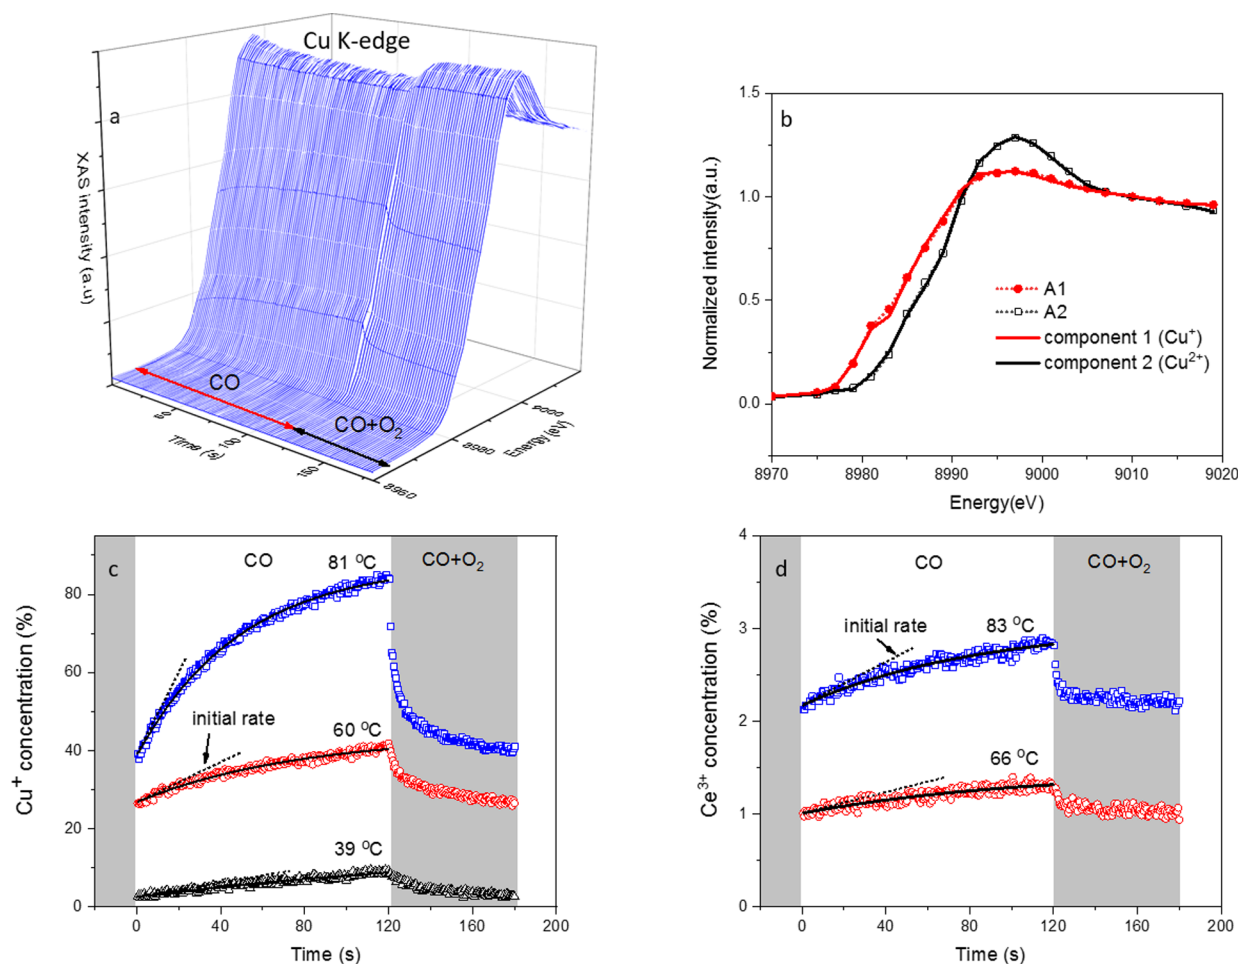 Cu K-edge
a
XAS intensity (a.u)
CO
CO+O₂
50
100
150
Time (s)
8960
8980
9000
Energy(eV)
b
1.5
1.0
0.5
0.0
Normalized intensity(a.u.)
A1
A2
component 1 (Cu⁺)
component 2 (Cu²⁺)
8970
8980
8990
9000
9010
9020
Energy(eV)
c
CO
81 °C
CO+O₂
initial rate
60 °C
39 °C
80
60
40
20
0
Cu⁺ concentration (%)
0
40
80
120
160
200
Time (s)
d
CO
CO+O₂
initial rate
83 °C
66 °C
4
3
2
1
0
Ce³⁺ concentration (%)
0
40
80
120
160
200
Time (s)